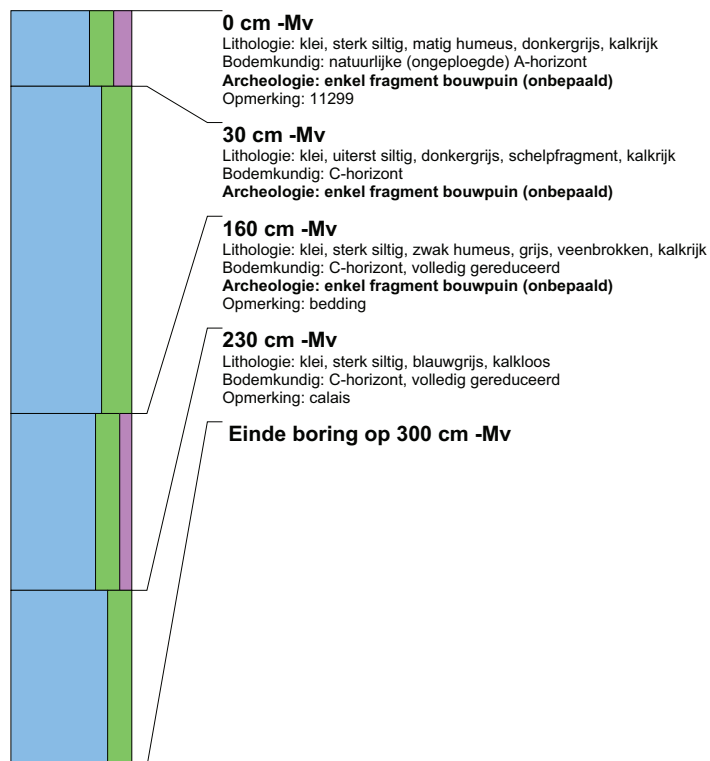 0 cm -Mv
Lithologie: klei, sterk siltig, matig humeus, donkergrijs, kalkrijk
Bodemkundig: natuurlijke (ongeploegde) A-horizont
Archeologie: enkel fragment bouwpuin (onbepaald)
Opmerking: 11299
30 cm -Mv
Lithologie: klei, uiterst siltig, donkergrijs, schelpfragment, kalkrijk
Bodemkundig: C-horizont
Archeologie: enkel fragment bouwpuin (onbepaald)
160 cm -Mv
Lithologie: klei, sterk siltig, zwak humeus, grijs, veenbrokken, kalkrijk
Bodemkundig: C-horizont, volledig gereduceerd
Archeologie: enkel fragment bouwpuin (onbepaald)
Opmerking: bedding
230 cm -Mv
Lithologie: klei, sterk siltig, blauwgrijs, kalkloos
Bodemkundig: C-horizont, volledig gereduceerd
Opmerking: calais
Einde boring op 300 cm -Mv